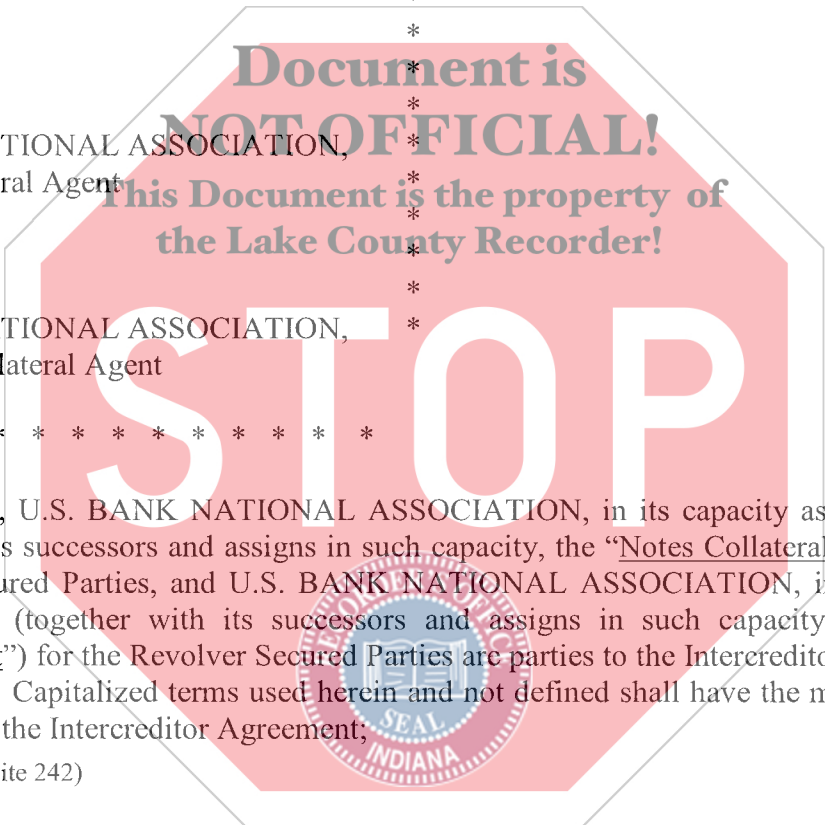 *
Document is
*
*
NOT OFFICIAL!
TIONAL ASSOCIATION,
*
This Document is the property of
ral Agent
*
*
the Lake County Recorder!
*
*
STOP
TIONAL ASSOCIATION,
*
lateral Agent
* * * * * * * * * *
, U.S. BANK NATIONAL ASSOCIATION, in its capacity as
s successors and assigns in such capacity, the “Notes Collateral
ured Parties, and U.S. BANK NATIONAL ASSOCIATION, i
(together with its successors and assigns in such capacity
”) for the Revolver Secured Parties are parties to the Intercredito
Capitalized terms used herein and not defined shall have the m
the Intercreditor Agreement;
SEAL
INDIANA
ite 242)